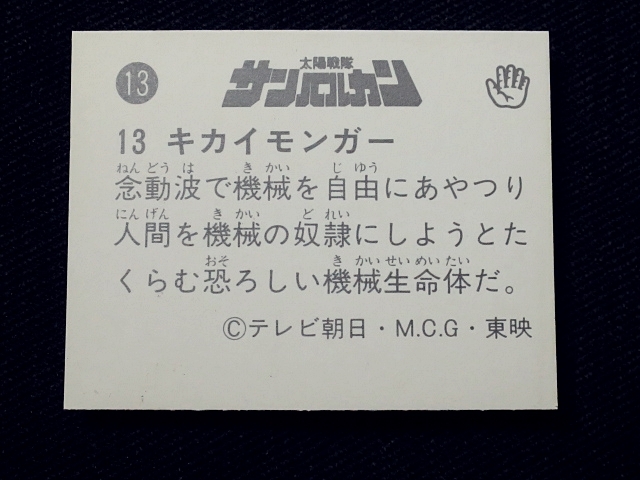 13
太陽戦隊
サンバルカン
13 キカイモンガー
ねんどう は き かい じ ゆう
念動波で機械を自由にあやつり
にん げん き かい ど れい
人間を機械の奴隷にしようとた
おそ き かい せい めい たい
くらむ恐ろしい機械生命体だ。
©テレビ朝日・M.C.G・東映